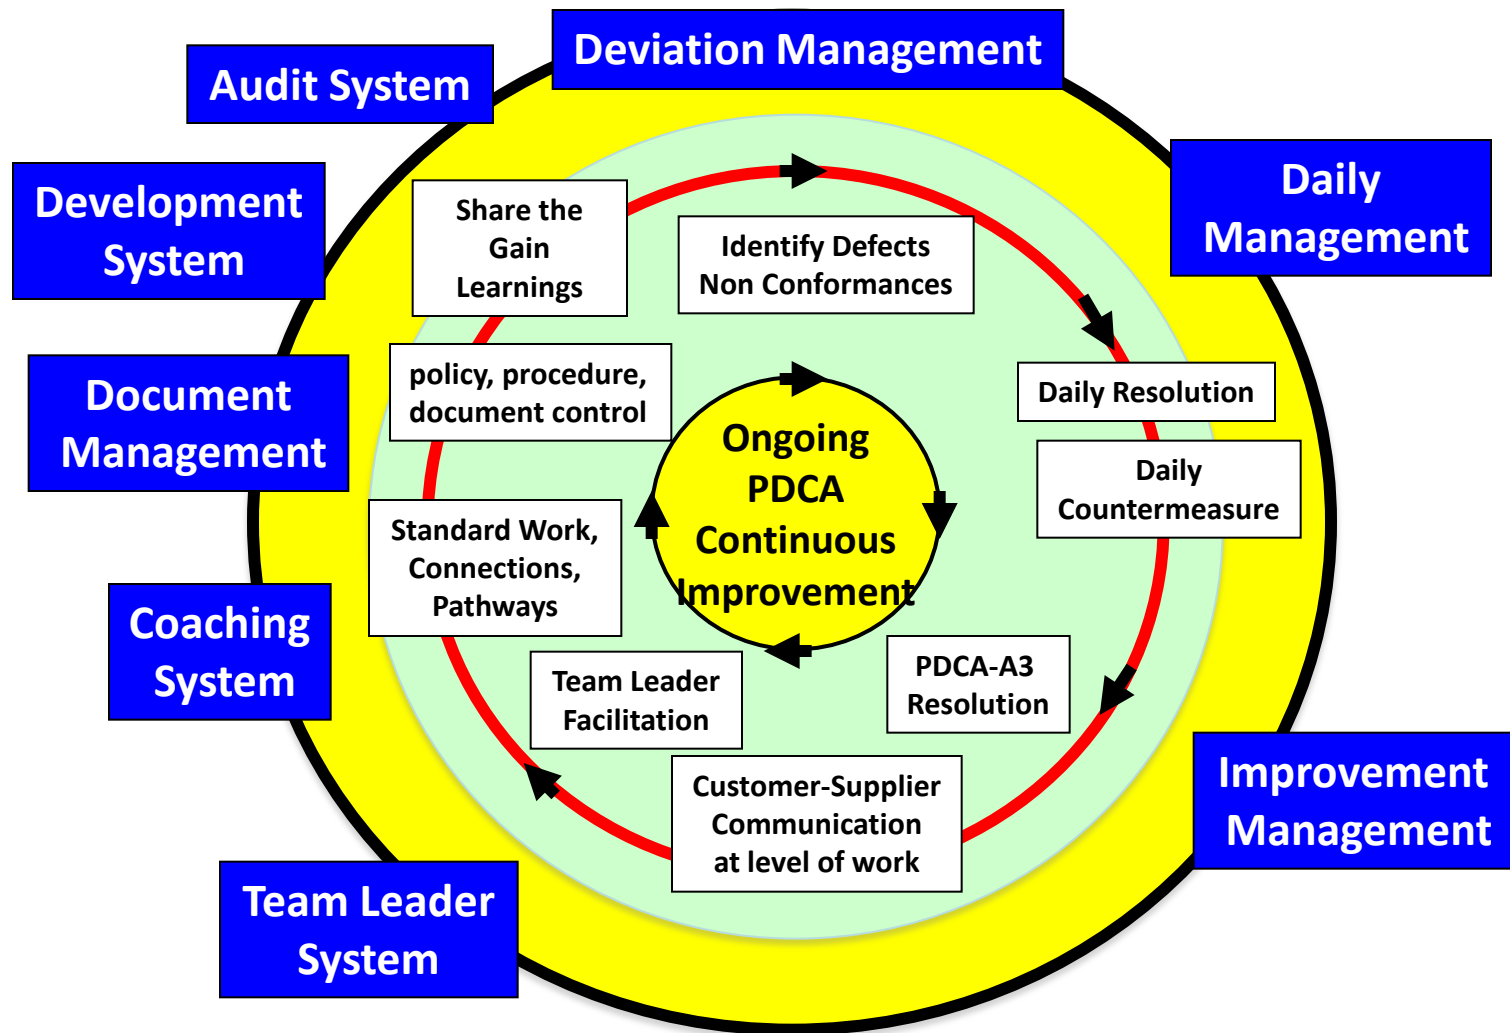 Deviation Management
Audit System
Daily
Management
Development
System
Share the
Gain
Learnings
Identify Defects
Non Conformances
Document
Management
policy, procedure,
document control
Daily Resolution
Daily
Countermeasure
Ongoing
PDCA
Continuous
Improvement
Standard Work,
Connections,
Pathways
Coaching
System
Team Leader
Facilitation
PDCA-A3
Resolution
Customer-Supplier
Communication
at level of work
Improvement
Management
Team Leader
System